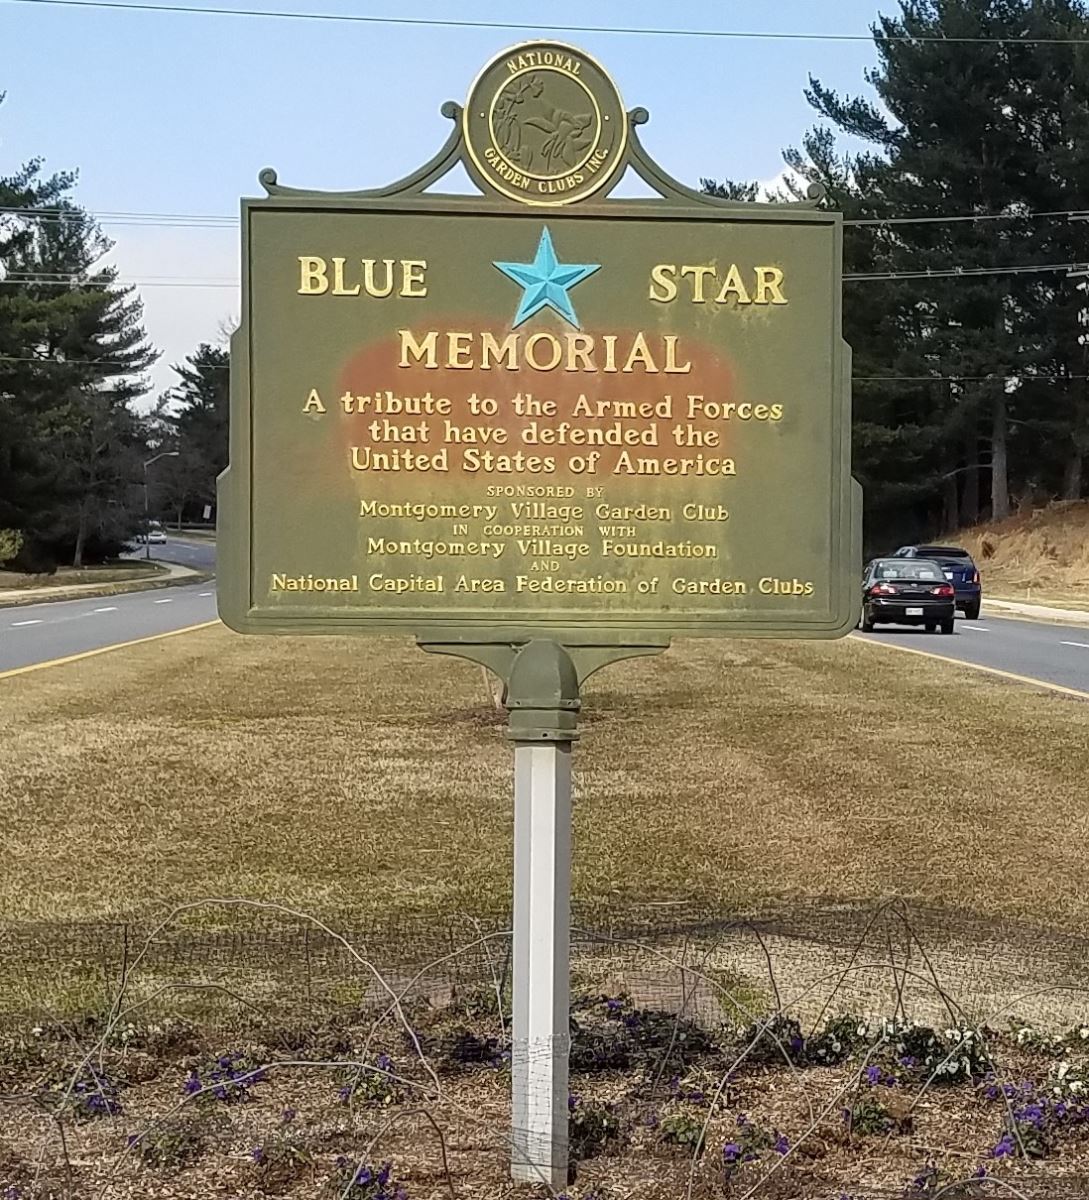 NATIONAL
GARDEN CLUBS INC.
BLUE STAR
MEMORIAL
A tribute to the Armed Forces
that have defended the
United States of America
SPONSORED BY
Montgomery Village Garden Club
IN COOPERATION WITH
Montgomery Village Foundation
AND
National Capital Area Federation of Garden Clubs